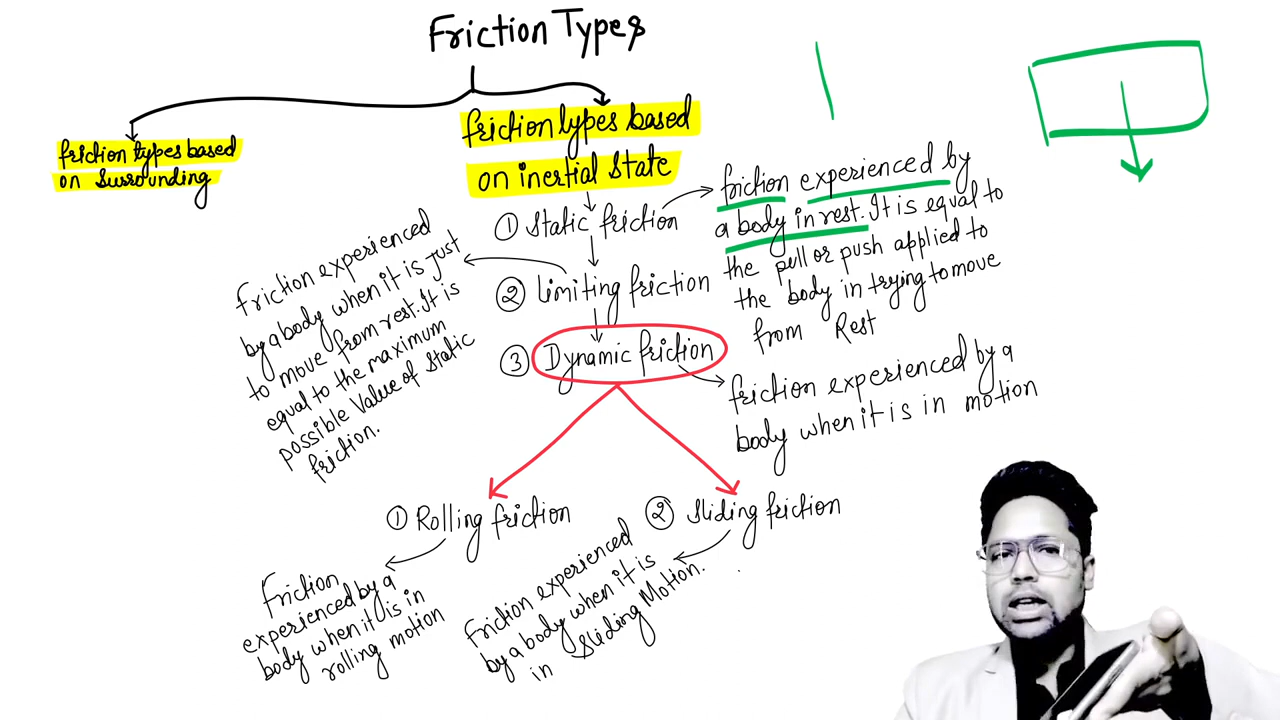 Friction Types
friction types based
on Surrounding
friction types based
on inertial State
① Static friction
friction experienced by
a body in rest. It is equal to
the pull or push applied to
the body in trying to move
from Rest
② limiting friction
friction experienced
by a body when it is just
to move from rest. It is
equal to the maximum
possible Value of Static
friction.
③ Dynamic friction
friction experienced by a
body when it is in motion
① Rolling friction
Friction
experienced by a
body when it is in
rolling motion
② Sliding friction
Friction experienced
by a body when it is
in Sliding Motion.